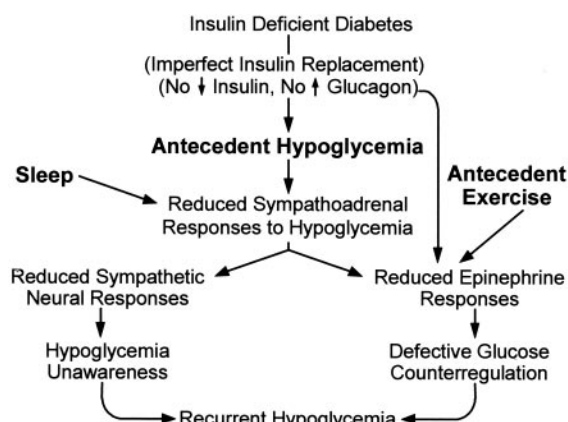 Insulin Deficient Diabetes
(Imperfect Insulin Replacement)
(No ↓ Insulin, No ↑ Glucagon)
Antecedent Hypoglycemia
Sleep
Antecedent
Exercise
Reduced Sympathoadrenal
Responses to Hypoglycemia
Reduced Sympathetic
Neural Responses
Reduced Epinephrine
Responses
Hypoglycemia
Unawareness
Defective Glucose
Counterregulation
Recurrent Hypoglycemia